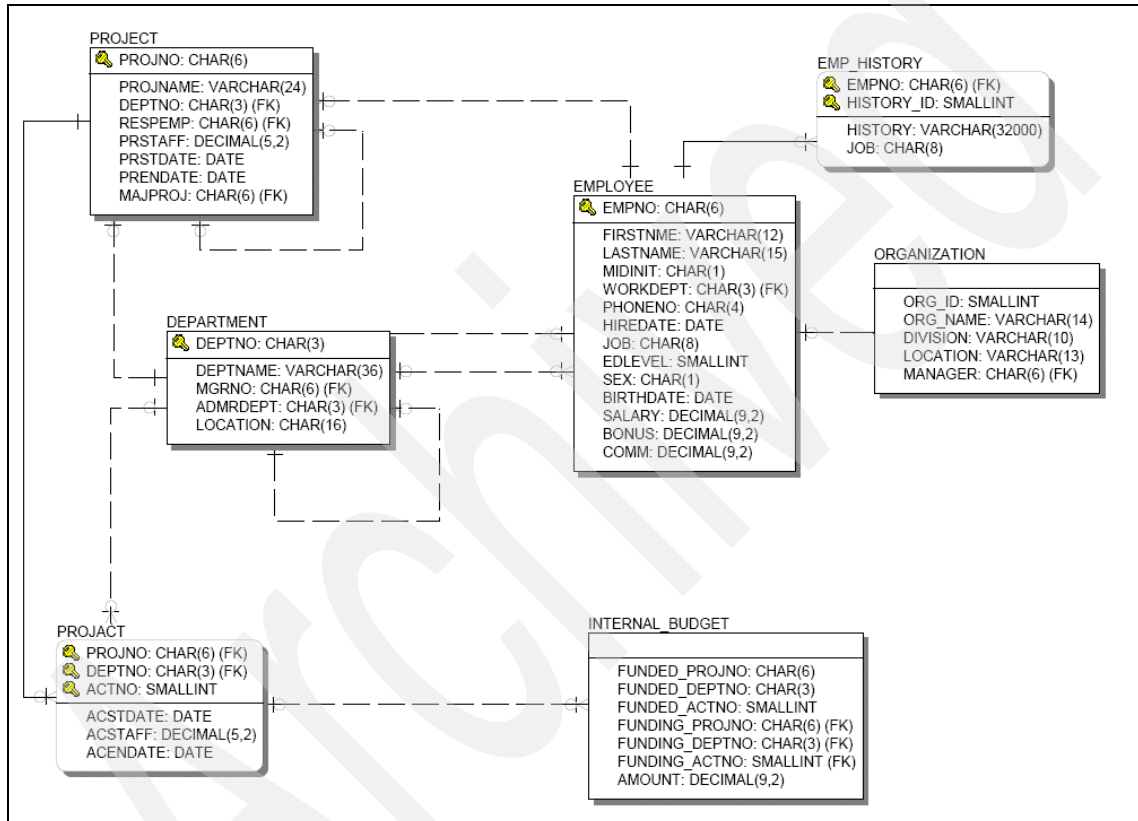 PROJECT
PROJNO: CHAR(6)
PROJNAME: VARCHAR(24)
DEPTNO: CHAR(3) (FK)
RESPEMP: CHAR(6) (FK)
PRSTAFF: DECIMAL(5,2)
PRSTDATE: DATE
PRENDATE: DATE
MAJPROJ: CHAR(6) (FK)
EMP_HISTORY
EMPNO: CHAR(6) (FK)
HISTORY_ID: SMALLINT
HISTORY: VARCHAR(32000)
JOB: CHAR(8)
EMPLOYEE
EMPNO: CHAR(6)
FIRSTNME: VARCHAR(12)
LASTNAME: VARCHAR(15)
MIDINIT: CHAR(1)
WORKDEPT: CHAR(3) (FK)
PHONENO: CHAR(4)
HIREDATE: DATE
JOB: CHAR(8)
EDLEVEL: SMALLINT
SEX: CHAR(1)
BIRTHDATE: DATE
SALARY: DECIMAL(9,2)
BONUS: DECIMAL(9,2)
COMM: DECIMAL(9,2)
ORGANIZATION
ORG_ID: SMALLINT
ORG_NAME: VARCHAR(14)
DIVISION: VARCHAR(10)
LOCATION: VARCHAR(13)
MANAGER: CHAR(6) (FK)
DEPARTMENT
DEPTNO: CHAR(3)
DEPTNAME: VARCHAR(36)
MGRNO: CHAR(6) (FK)
ADMRDEPT: CHAR(3) (FK)
LOCATION: CHAR(16)
PROJACT
PROJNO: CHAR(6) (FK)
DEPTNO: CHAR(3) (FK)
ACTNO: SMALLINT
ACSTDATE: DATE
ACSTAFF: DECIMAL(5,2)
ACENDATE: DATE
INTERNAL_BUDGET
FUNDED_PROJNO: CHAR(6)
FUNDED_DEPTNO: CHAR(3)
FUNDED_ACTNO: SMALLINT
FUNDING_PROJNO: CHAR(6) (FK)
FUNDING_DEPTNO: CHAR(3) (FK)
FUNDING_ACTNO: SMALLINT (FK)
AMOUNT: DECIMAL(9,2)
Archived